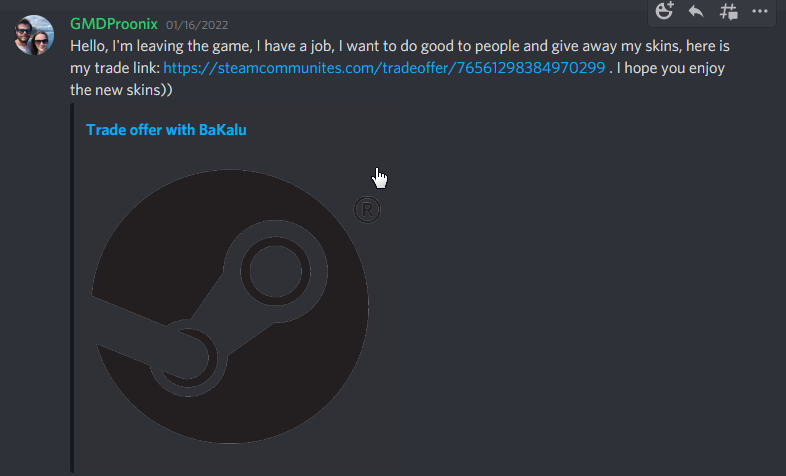 GMDProonix 01/16/2022
Hello, I'm leaving the game, I have a job, I want to do good to people and give away my skins, here is
my trade link: https://steamcommunites.com/tradeoffer/76561298384970299 . I hope you enjoy
the new skins))
Trade offer with BaKalu
®